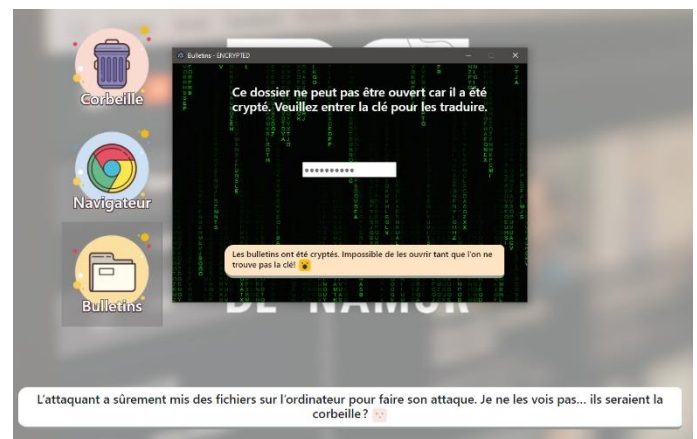 Corbeille
Navigateur
Bulletins
Bulletins - ENCRYPTED
Ce dossier ne peut pas être ouvert car il a été
crypté. Veuillez entrer la clé pour les traduire.
Les bulletins ont été cryptés. Impossible de les ouvrir tant que l'on ne
trouve pas la clé!
DE NAMUR
L'attaquant a sûrement mis des fichiers sur l'ordinateur pour faire son attaque. Je ne les vois pas... ils seraient la
corbeille ?